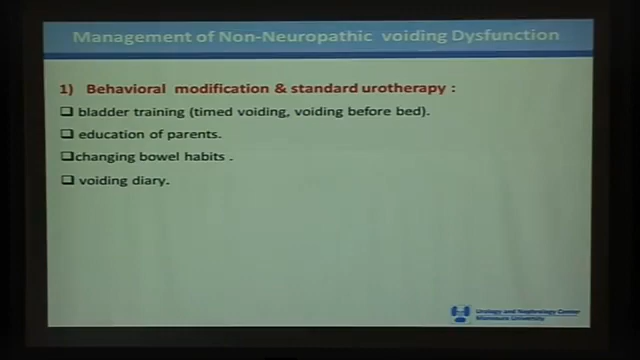 Management of Non-Neuropathic voiding Dysfunction
1) Behavioral modification & standard urotherapy :
bladder training (timed voiding, voiding before bed).
education of parents.
changing bowel habits .
voiding diary.
Urology and Nephrology Center
Mansoura University